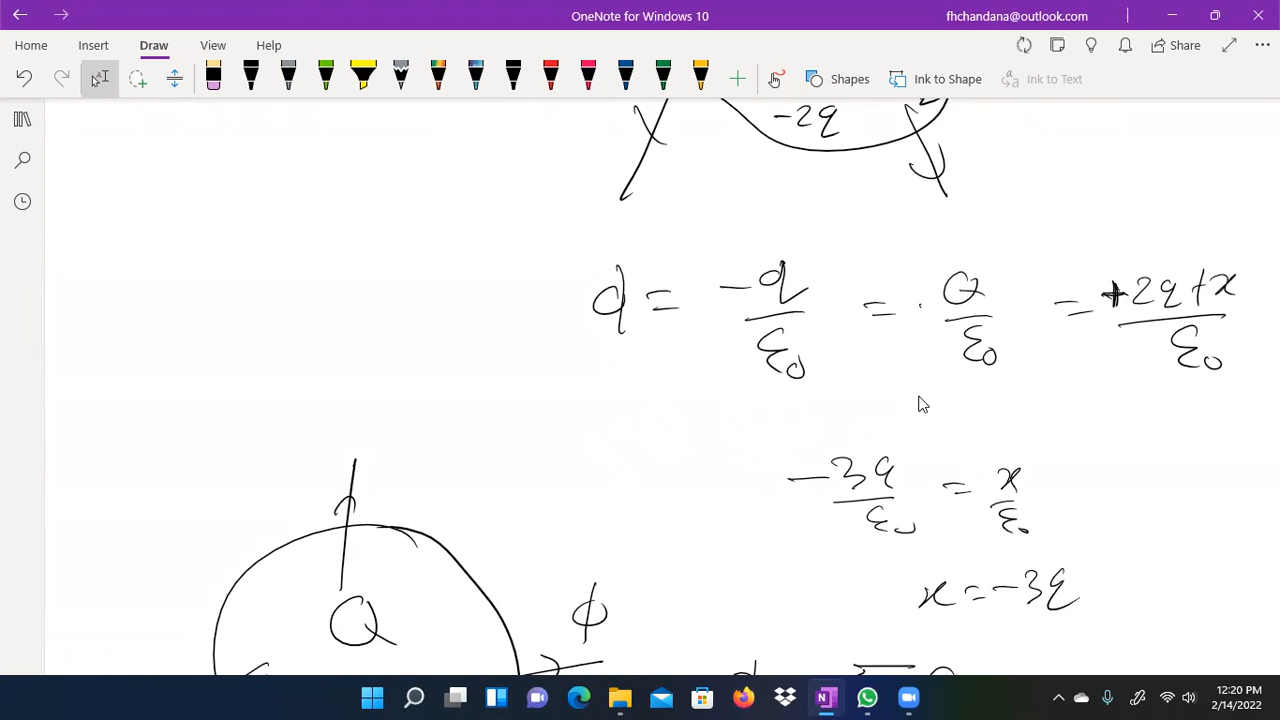 OneNote for Windows 10
fhchandana@outlook.com
Home Insert Draw View Help
Share
Shapes
Ink to Shape
Ink to Text
-2q
ϕ = -q/ε₀ = Q/ε₀ = +2q+x/ε₀
-3q/ε₀ = x/ε₀
x = -3q
Q
ϕ
12:20 PM
2/14/2022